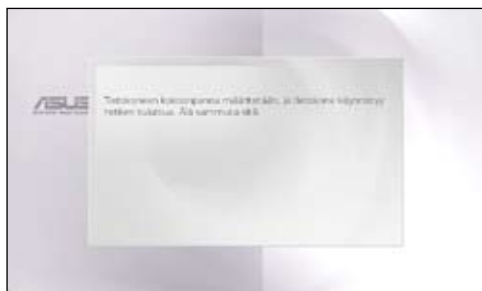 ASUS
Tietokoneen kokoonpanoa määritetään, ja tietokone käynnistyy
hetken kuluttua. Älä sammuta sitä.